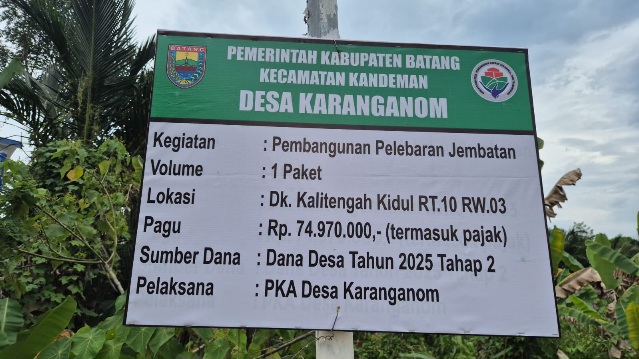 BATANG
PEMERINTAH KABUPATEN BATANG
KECAMATAN KANDEMAN
DESA KARANGANOM
Kegiatan : Pembangunan Pelebaran Jembatan
Volume : 1 Paket
Lokasi : Dk. Kalitengah Kidul RT.10 RW.03
Pagu : Rp. 74.970.000,- (termasuk pajak)
Sumber Dana : Dana Desa Tahun 2025 Tahap 2
Pelaksana : PKA Desa Karanganom